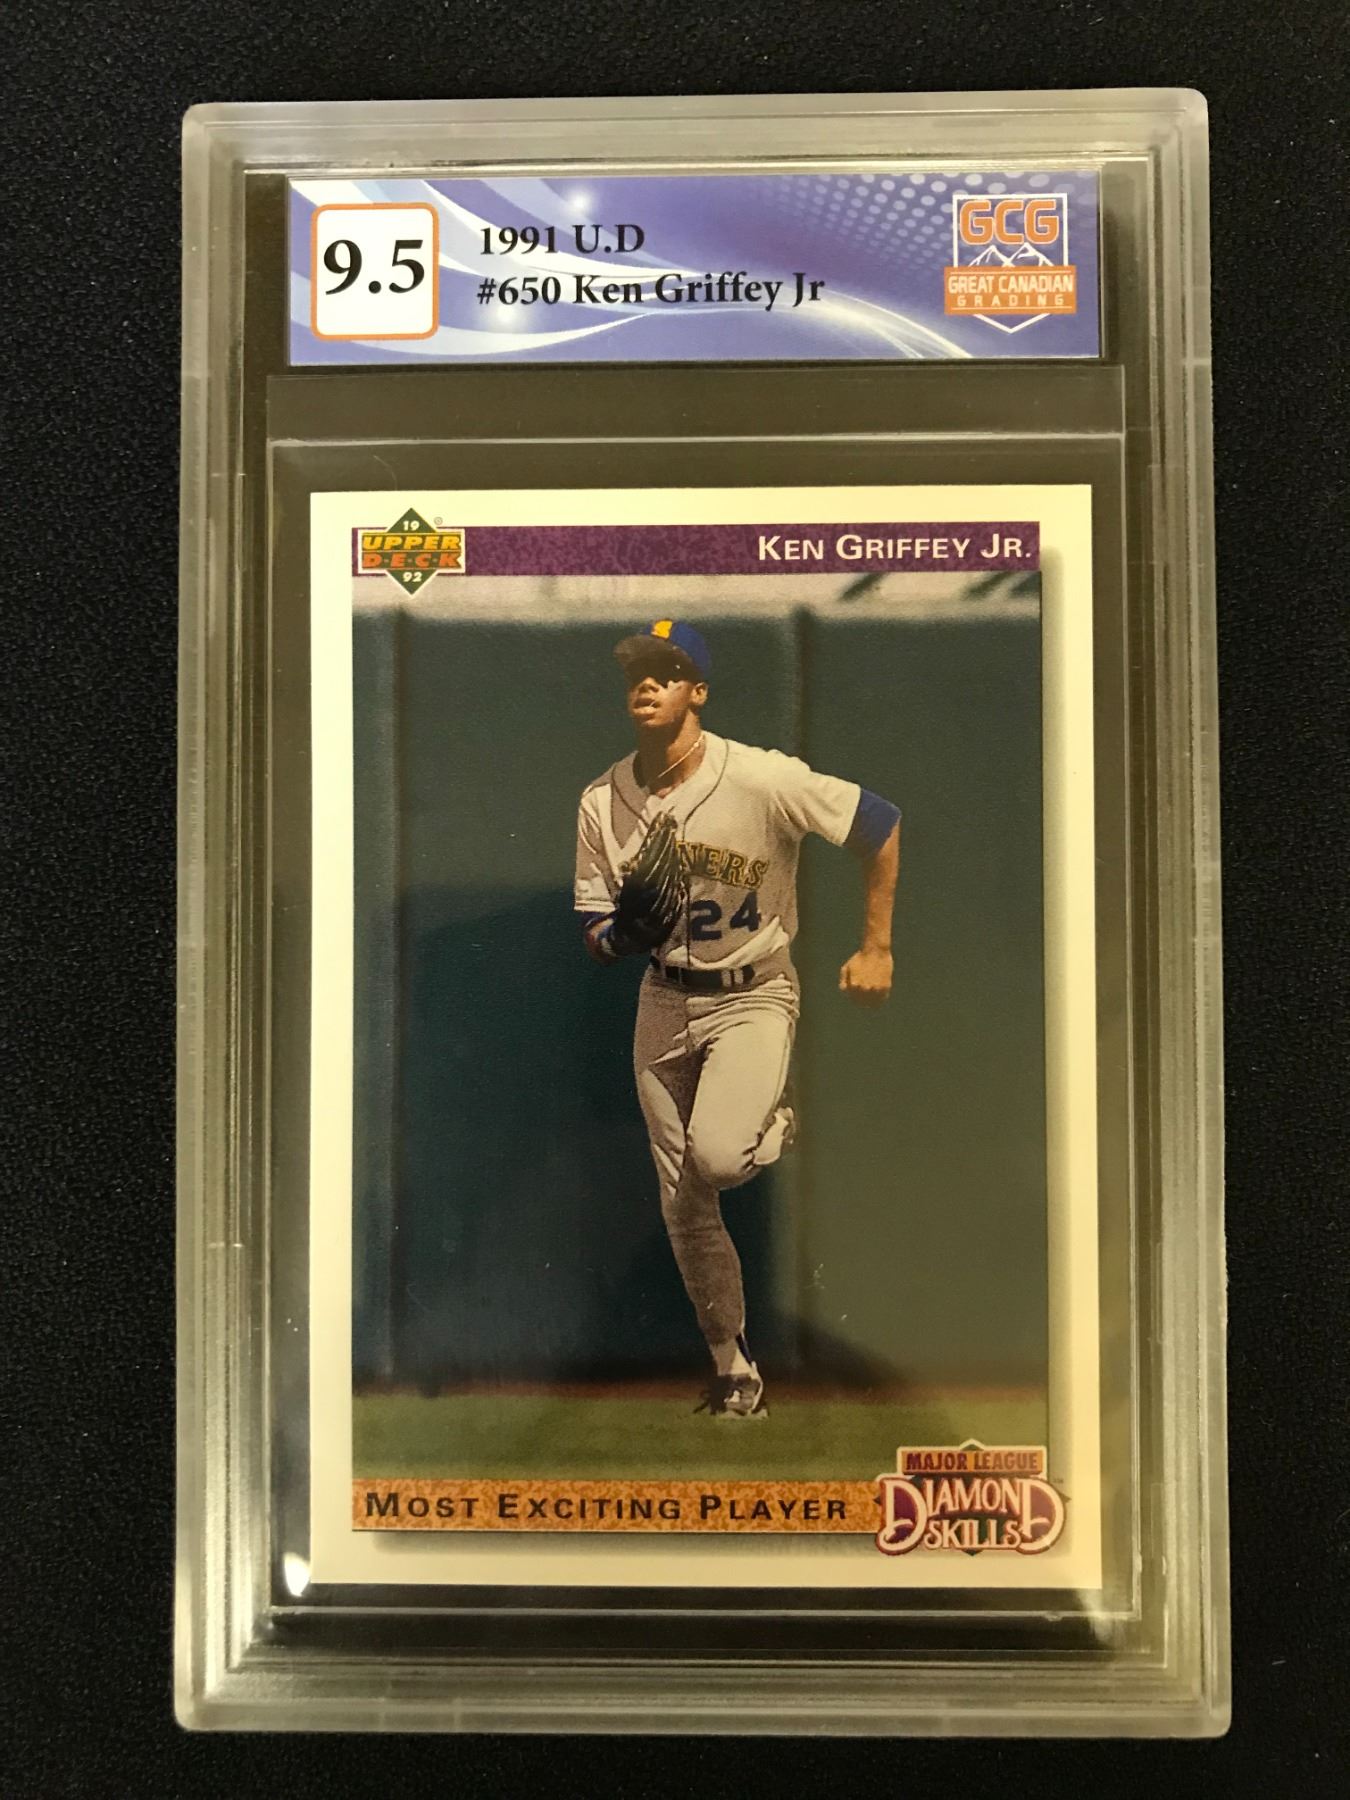 9.5
1991 U.D
#650 Ken Griffey Jr
GCG
GREAT CANADIAN
GRADING
19
UPPER
D·E·C·K
92
KEN GRIFFEY JR.
24
MOST EXCITING PLAYER
MAJOR LEAGUE
DIAMOND
SKILLS